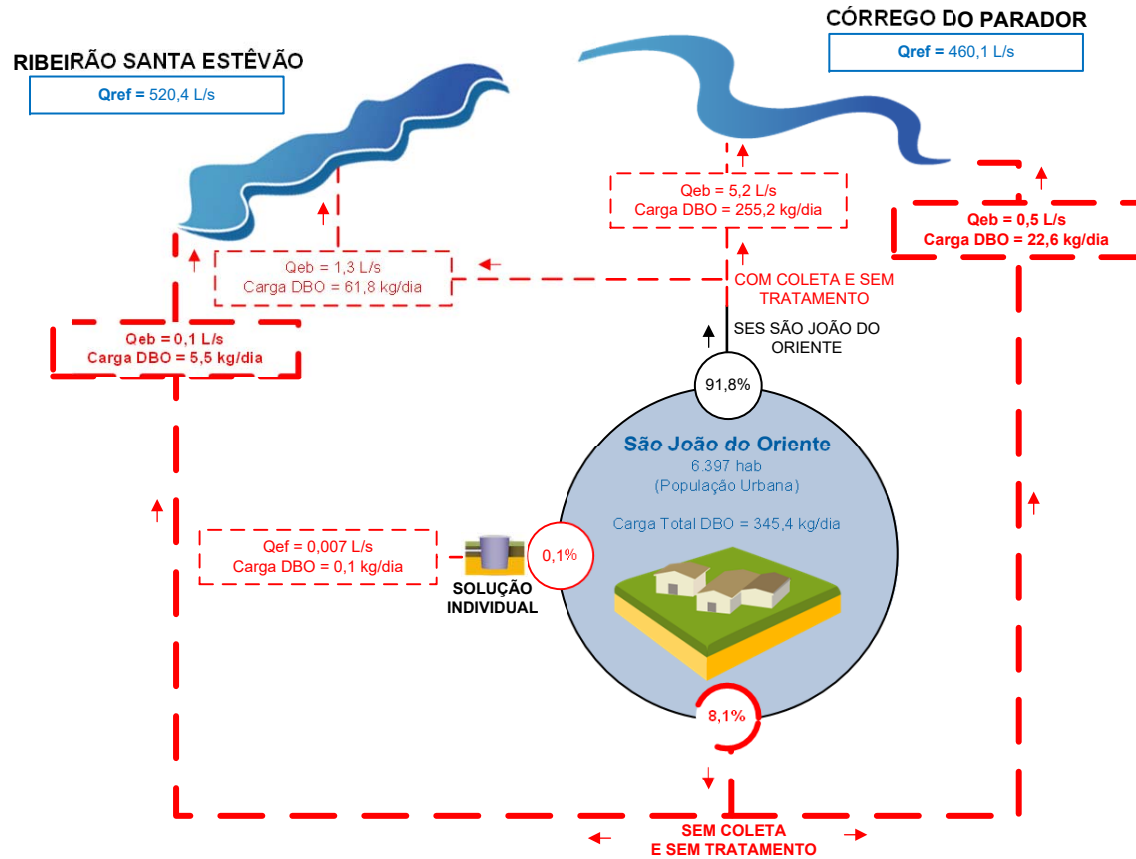 CÓRREGO DO PARADOR
Qref = 460,1 L/s
RIBEIRÃO SANTA ESTÊVÃO
Qref = 520,4 L/s
Qeb = 5,2 L/s
Carga DBO = 255,2 kg/dia
Qeb = 0,5 L/s
Carga DBO = 22,6 kg/dia
Qeb = 1,3 L/s
Carga DBO = 61,8 kg/dia
COM COLETA E SEM
TRATAMENTO
Qeb = 0,1 L/s
Carga DBO = 5,5 kg/dia
SES SÃO JOÃO DO
ORIENTE
91,8%
São João do Oriente
6.397 hab
(População Urbana)
Carga Total DBO = 345,4 kg/dia
Qef = 0,007 L/s
Carga DBO = 0,1 kg/dia
0,1%
SOLUÇÃO
INDIVIDUAL
8,1%
SEM COLETA
E SEM TRATAMENTO